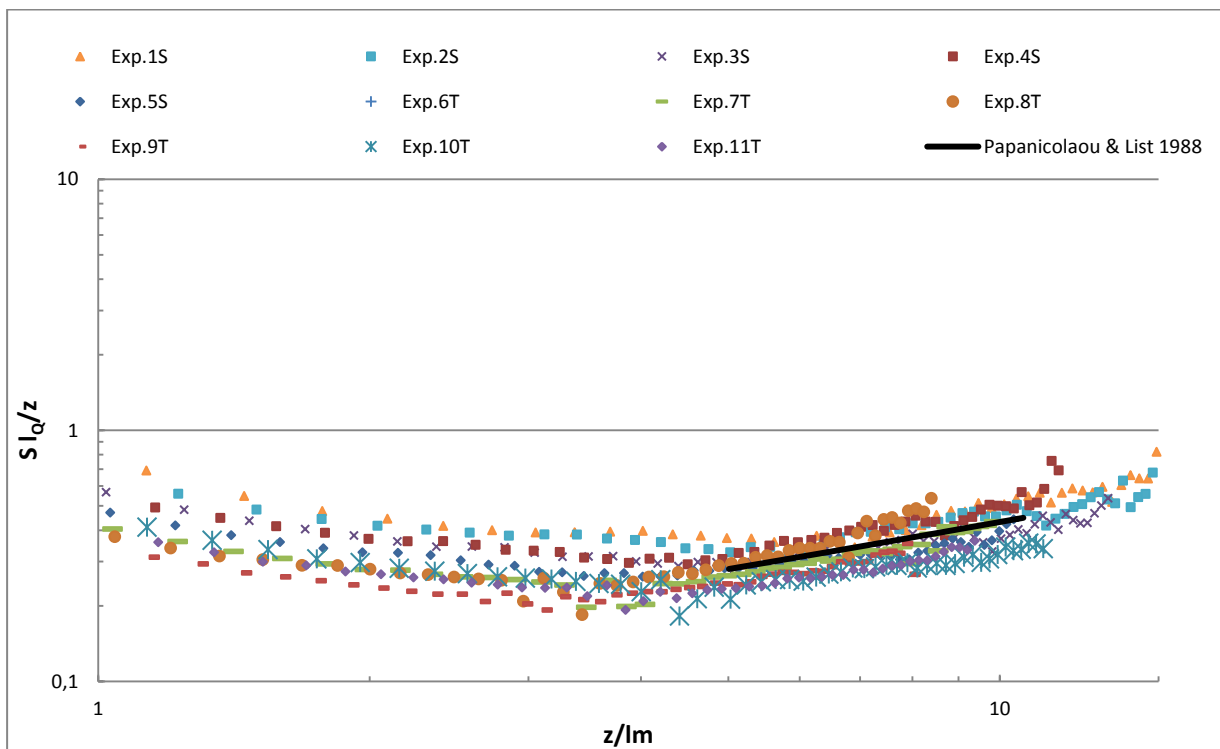 Exp.1S Exp.2S Exp.3S Exp.4S
Exp.5S Exp.6T Exp.7T Exp.8T
Exp.9T Exp.10T Exp.11T Papanicolaou & List 1988
10
1
0,1
S l_Q/z
1 10
z/lm